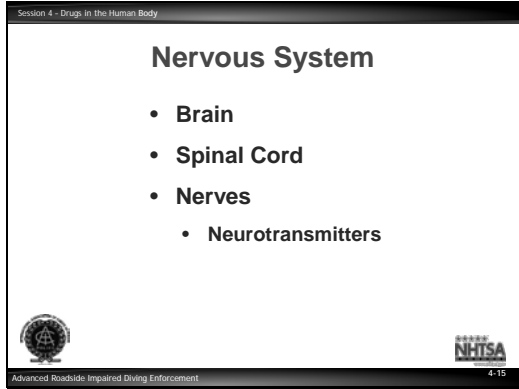 Session 4 - Drugs in the Human Body
Nervous System
• Brain
• Spinal Cord
• Nerves
• Neurotransmitters
NHTSA
Advanced Roadside Impaired Diving Enforcement
4-15